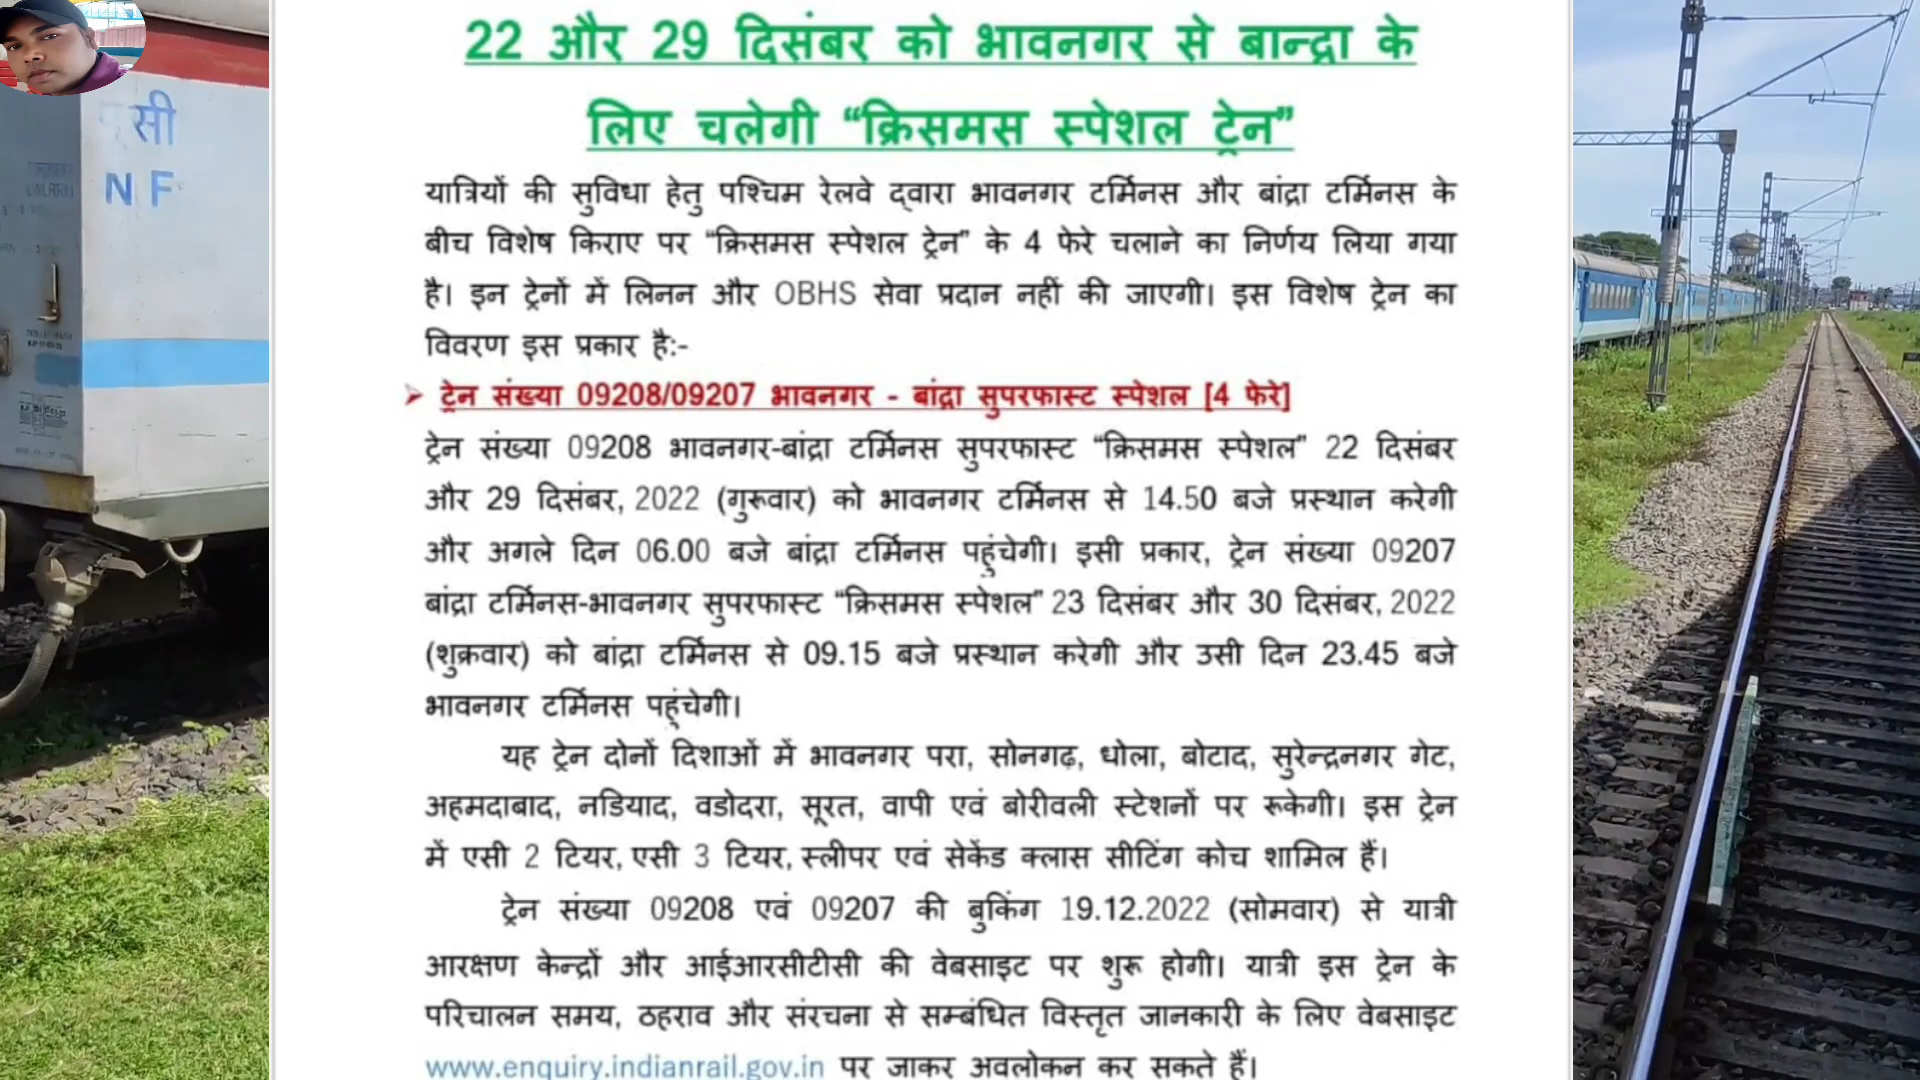 सी
N F
22 और 29 दिसंबर को भावनगर से बान्द्रा के
लिए चलेगी “क्रिसमस स्पेशल ट्रेन”
यात्रियों की सुविधा हेतु पश्चिम रेलवे द्वारा भावनगर टर्मिनस और बांद्रा टर्मिनस के
बीच विशेष किराए पर “क्रिसमस स्पेशल ट्रेन” के 4 फेरे चलाने का निर्णय लिया गया
है। इन ट्रेनों में लिनन और OBHS सेवा प्रदान नहीं की जाएगी। इस विशेष ट्रेन का
विवरण इस प्रकार है:-
➢ ट्रेन संख्या 09208/09207 भावनगर - बांद्रा सुपरफास्ट स्पेशल [4 फेरे]
ट्रेन संख्या 09208 भावनगर-बांद्रा टर्मिनस सुपरफास्ट “क्रिसमस स्पेशल” 22 दिसंबर
और 29 दिसंबर, 2022 (गुरूवार) को भावनगर टर्मिनस से 14.50 बजे प्रस्थान करेगी
और अगले दिन 06.00 बजे बांद्रा टर्मिनस पहुंचेगी। इसी प्रकार, ट्रेन संख्या 09207
बांद्रा टर्मिनस-भावनगर सुपरफास्ट “क्रिसमस स्पेशल” 23 दिसंबर और 30 दिसंबर, 2022
(शुक्रवार) को बांद्रा टर्मिनस से 09.15 बजे प्रस्थान करेगी और उसी दिन 23.45 बजे
भावनगर टर्मिनस पहुंचेगी।
यह ट्रेन दोनों दिशाओं में भावनगर परा, सोनगढ़, धोला, बोटाद, सुरेन्द्रनगर गेट,
अहमदाबाद, नडियाद, वडोदरा, सूरत, वापी एवं बोरीवली स्टेशनों पर रूकेगी। इस ट्रेन
में एसी 2 टियर, एसी 3 टियर, स्लीपर एवं सेकेंड क्लास सीटिंग कोच शामिल हैं।
ट्रेन संख्या 09208 एवं 09207 की बुकिंग 19.12.2022 (सोमवार) से यात्री
आरक्षण केन्द्रों और आईआरसीटीसी की वेबसाइट पर शुरू होगी। यात्री इस ट्रेन के
परिचालन समय, ठहराव और संरचना से सम्बंधित विस्तृत जानकारी के लिए वेबसाइट
www.enquiry.indianrail.gov.in पर जाकर अवलोकन कर सकते हैं।